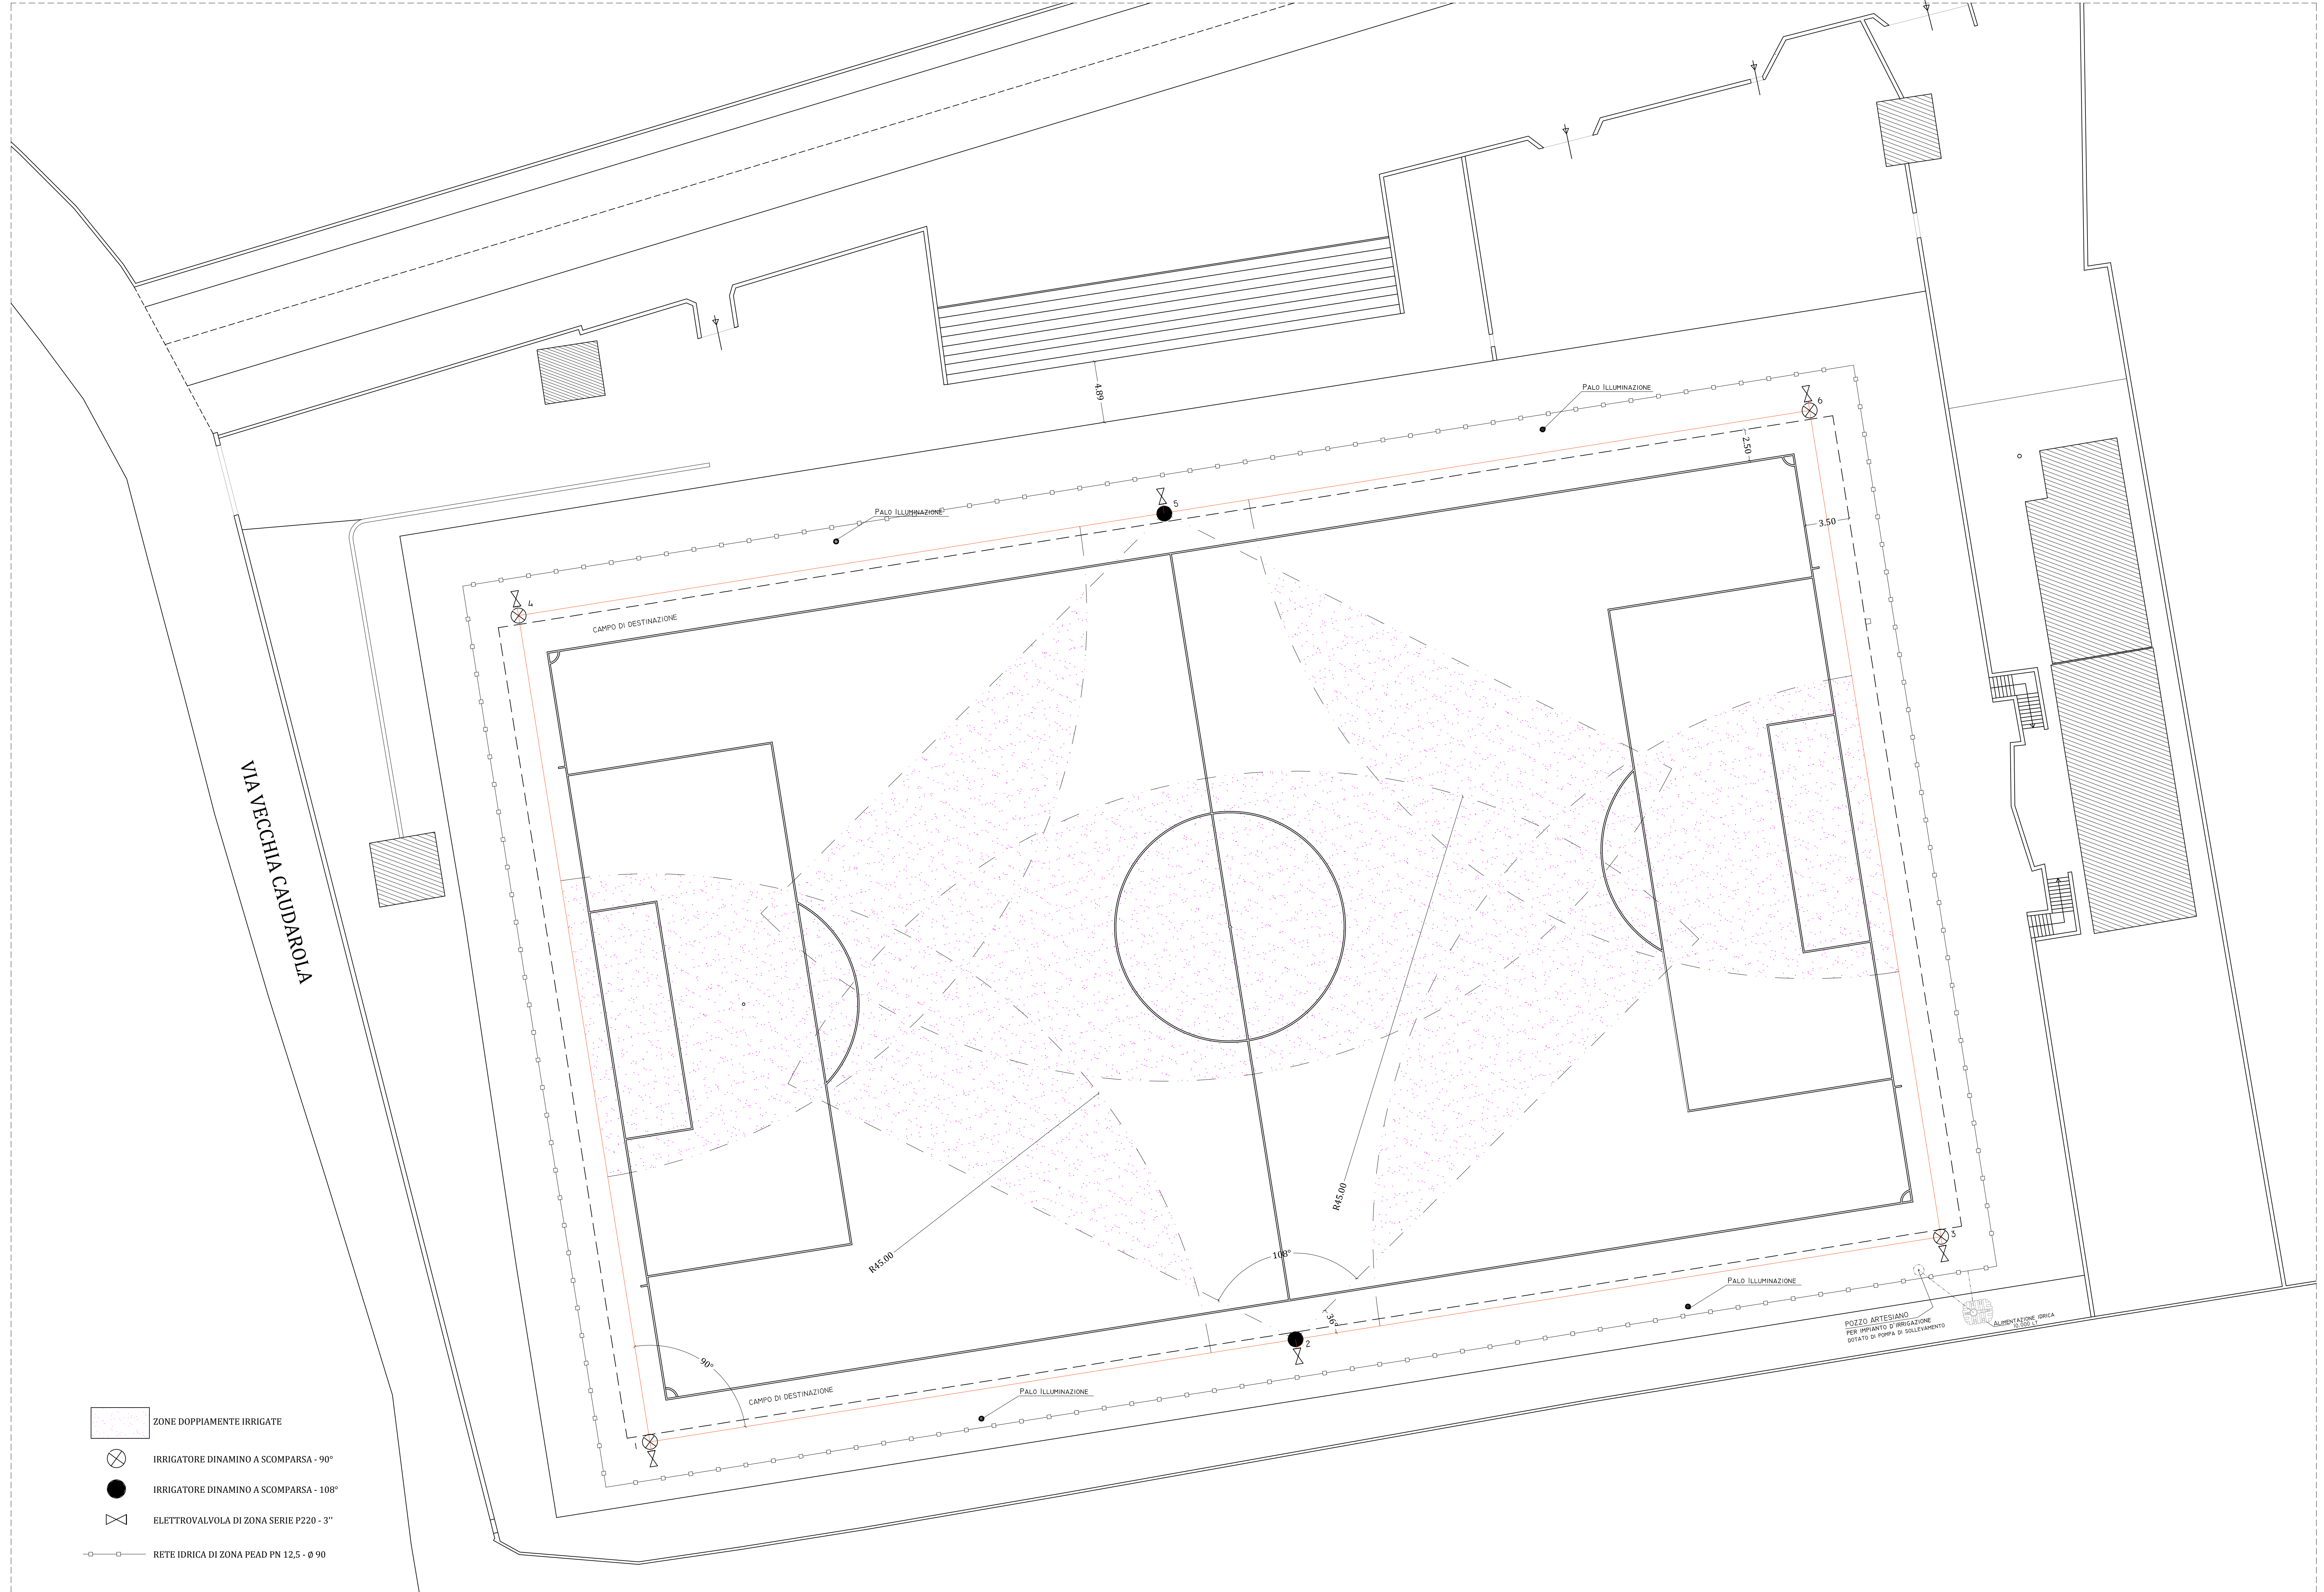 PALO ILLUMINAZIONE
6
4.89
2.50
5
PALO ILLUMINAZIONE
3.50
4
CAMPO DI DESTINAZIONE
VIA VECCHIA CAUDAROLA
R45.00
R45.00
108°
3
PALO ILLUMINAZIONE
36°
2
POZZO ARTESIANO
PER IMPIANTO D'IRRIGAZIONE
DOTATO DI POMPA DI SOLLEVAMENTO
ALIMENTAZIONE IDRICA
10.000 LT
90°
CAMPO DI DESTINAZIONE
PALO ILLUMINAZIONE
ZONE DOPPIAMENTE IRRIGATE
IRRIGATORE DINAMINO A SCOMPARSA - 90°
IRRIGATORE DINAMINO A SCOMPARSA - 108°
ELETTROVALVOLA DI ZONA SERIE P220 - 3''
RETE IDRICA DI ZONA PEAD PN 12,5 - Ø 90